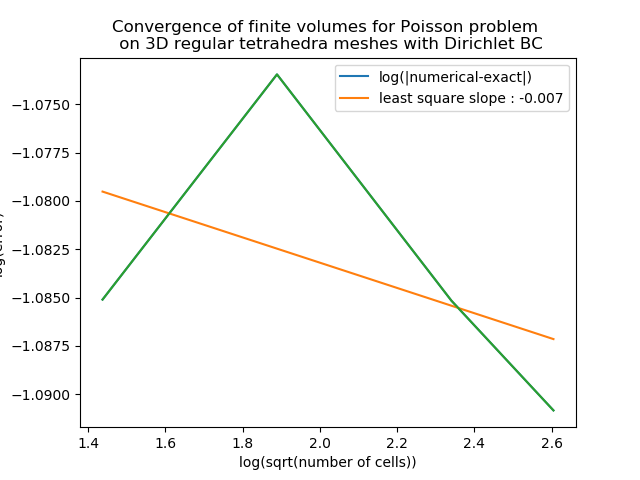 Convergence of finite volumes for Poisson problem
on 3D regular tetrahedra meshes with Dirichlet BC
log(|numerical-exact|)
least square slope : -0.007
−1.0750
−1.0775
−1.0800
−1.0825
−1.0850
−1.0875
−1.0900
1.4 1.6 1.8 2.0 2.2 2.4 2.6
log(sqrt(number of cells))